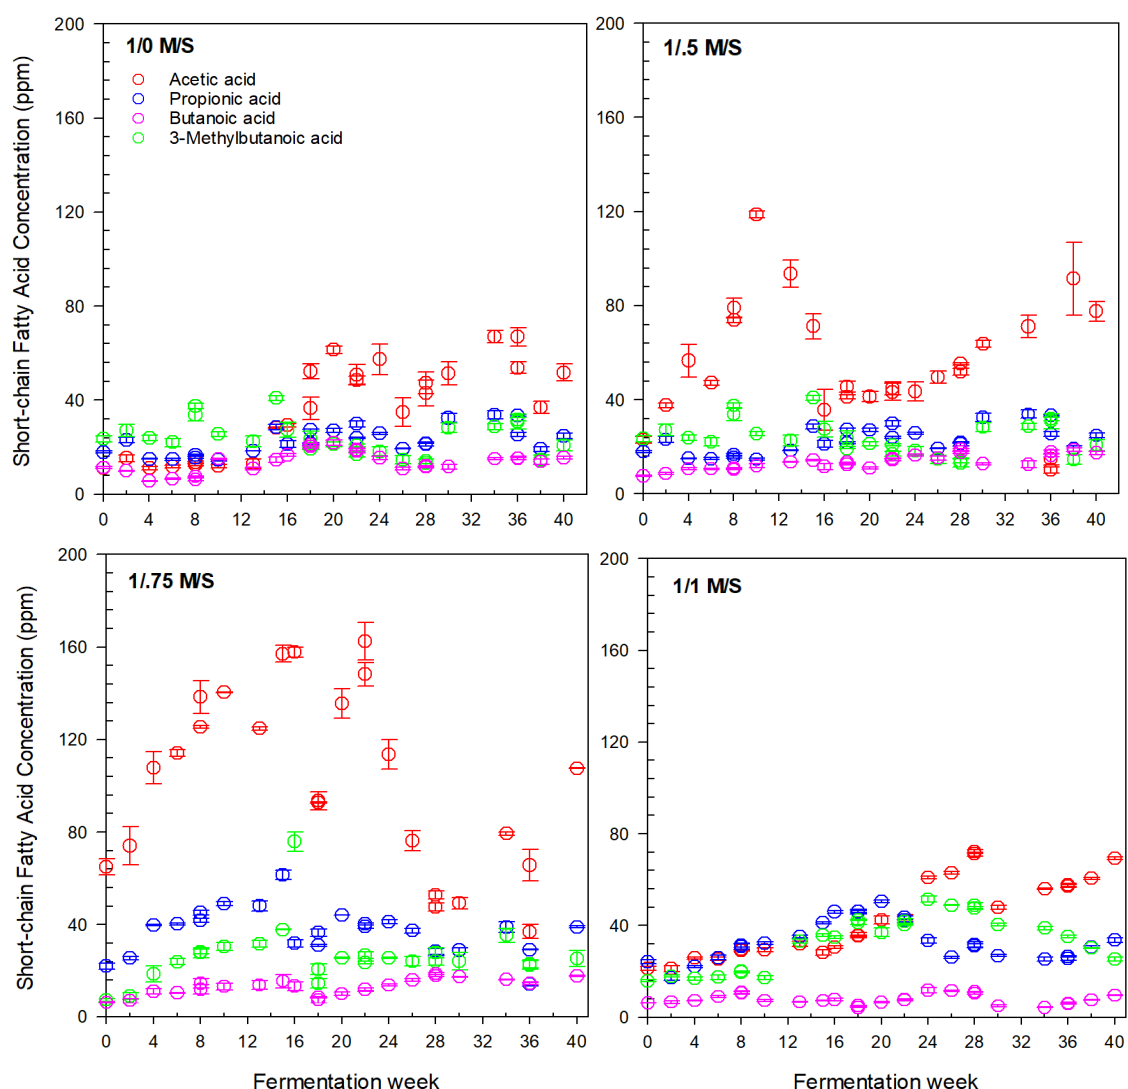 200
160
120
80
40
0
Short-chain Fatty Acid Concentration (ppm)
1/0 M/S
Acetic acid
Propionic acid
Butanoic acid
3-Methylbutanoic acid
0 4 8 12 16 20 24 28 32 36 40
200
160
120
80
40
0
1/.5 M/S
0 4 8 12 16 20 24 28 32 36 40
200
160
120
80
40
0
Short-chain Fatty Acid Concentration (ppm)
1/.75 M/S
0 4 8 12 16 20 24 28 32 36 40
Fermentation week
200
160
120
80
40
0
1/1 M/S
0 4 8 12 16 20 24 28 32 36 40
Fermentation week